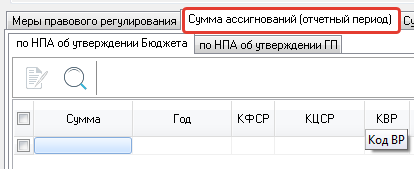 Меры правового регулирования Сумма ассигнований (отчетный период)
по НПА об утверждении Бюджета по НПА об утверждении ГП
Сумма Год КФСР КЦСР КВР
Код ВР